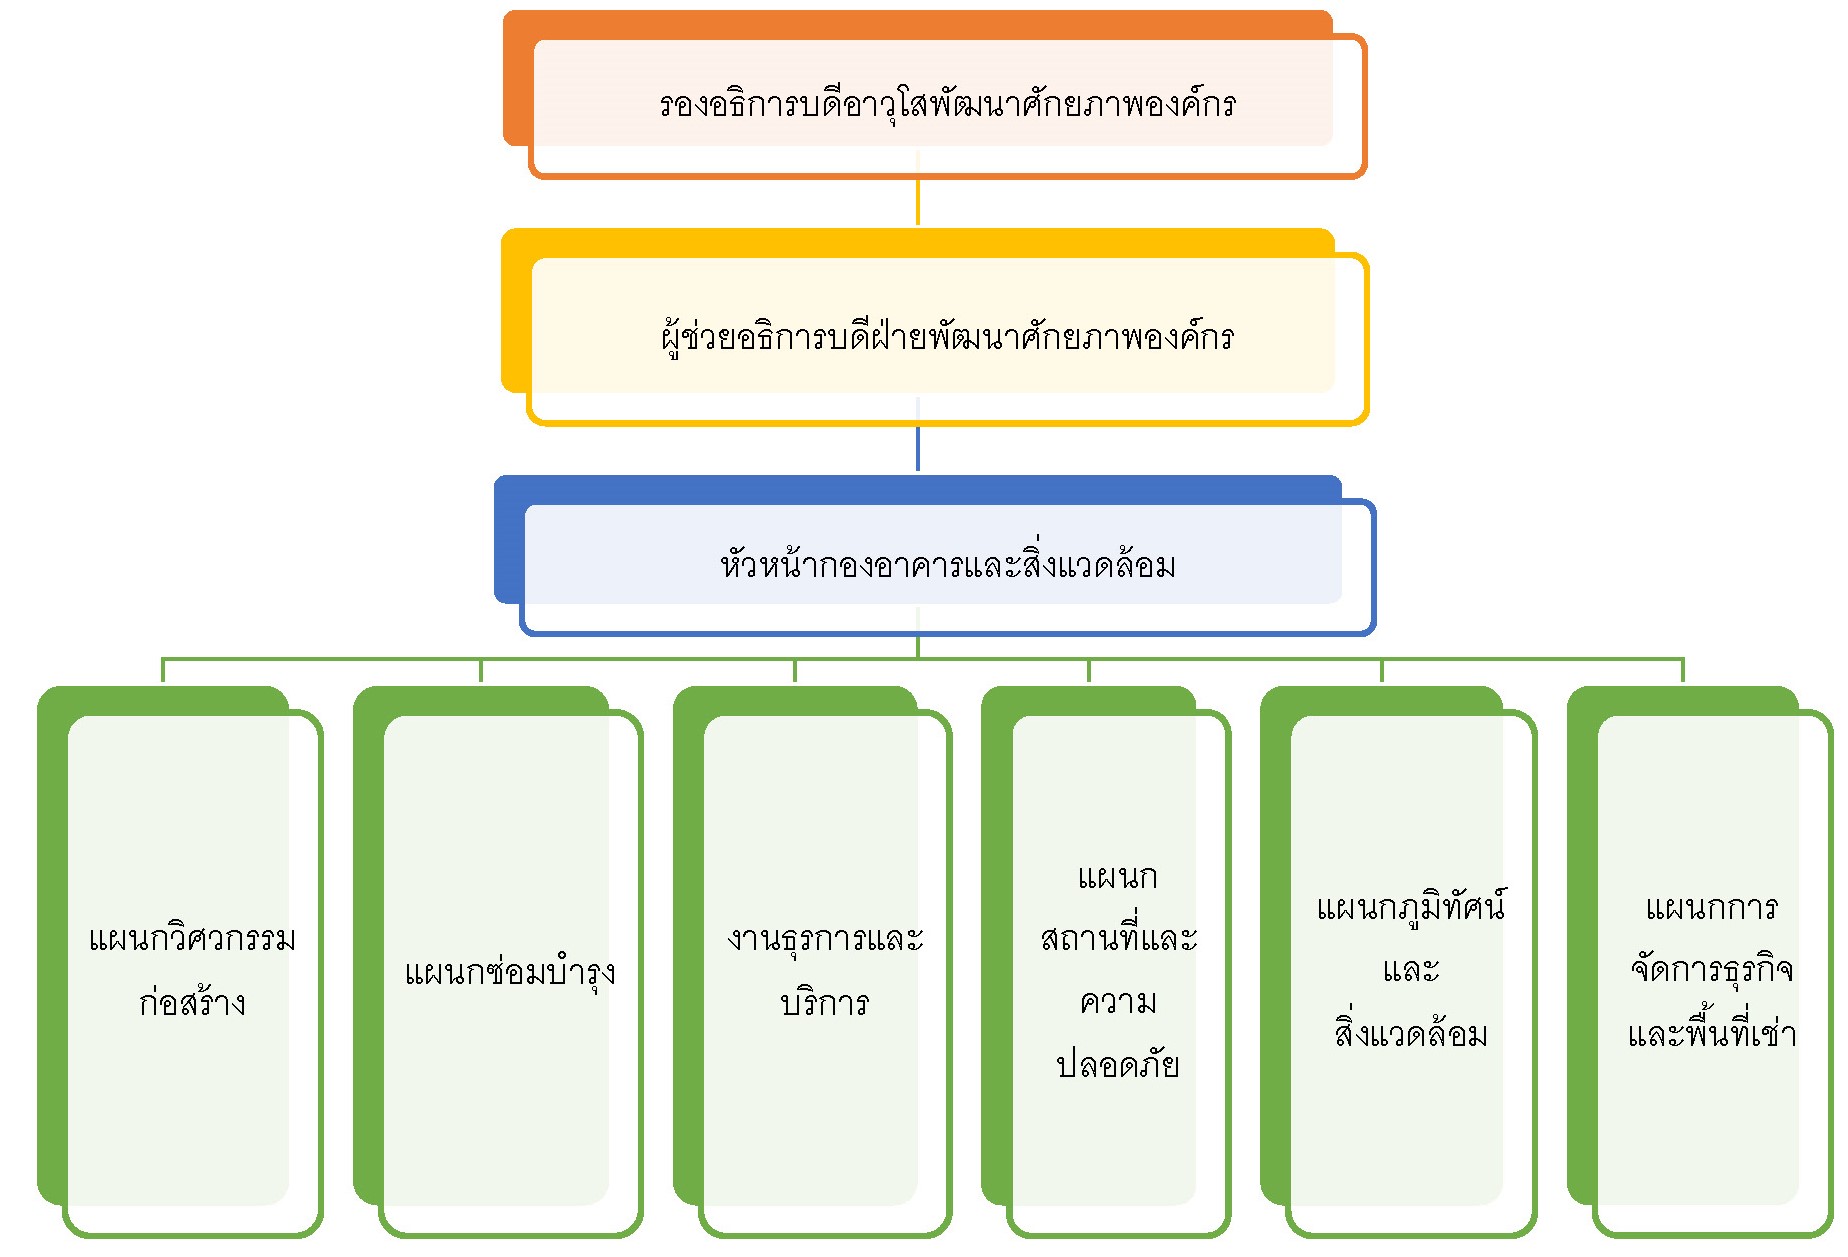 รองอธิการบดีอาวุโสพัฒนาศักยภาพองค์กร
ผู้ช่วยอธิการบดีฝ่ายพัฒนาศักยภาพองค์กร
หัวหน้ากองอาคารและสิ่งแวดล้อม
แผนกวิศวกรรม
ก่อสร้าง
แผนกซ่อมบำรุง
งานธุรการและ
บริการ
แผนก
สถานที่และ
ความ
ปลอดภัย
แผนกภูมิทัศน์
และ
สิ่งแวดล้อม
แผนกการ
จัดการธุรกิจ
และพื้นที่เช่า